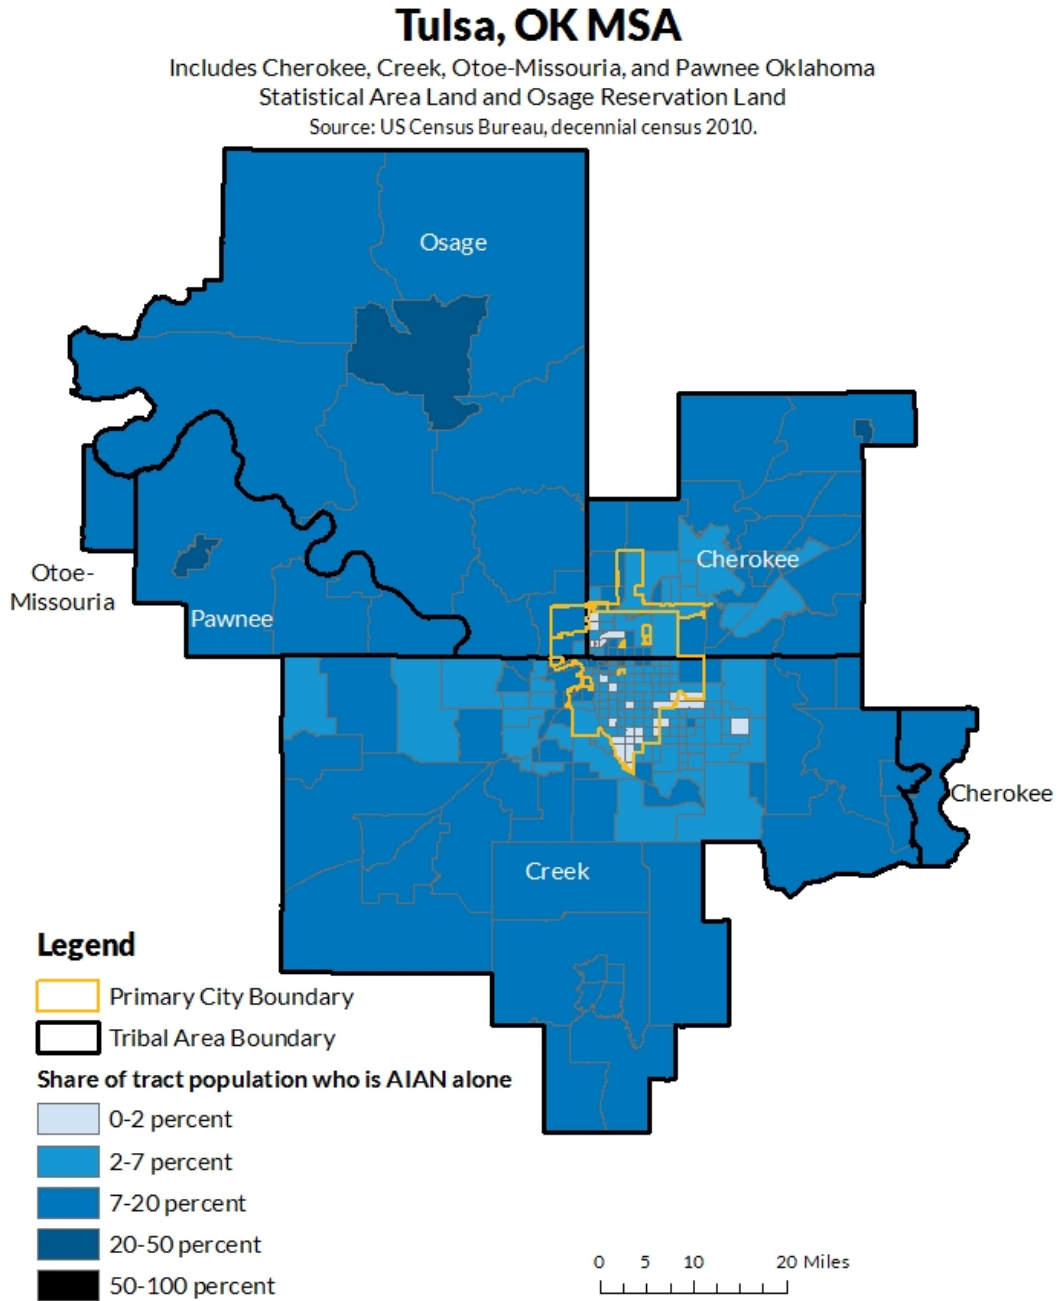 Tulsa, OK MSA
Includes Cherokee, Creek, Otoe-Missouria, and Pawnee Oklahoma
Statistical Area Land and Osage Reservation Land
Source: US Census Bureau, decennial census 2010.
Osage
Cherokee
Otoe-
Missouria
Pawnee
Cherokee
Creek
Legend
Primary City Boundary
Tribal Area Boundary
Share of tract population who is AIAN alone
0-2 percent
2-7 percent
7-20 percent
20-50 percent
50-100 percent
0 5 10 20 Miles